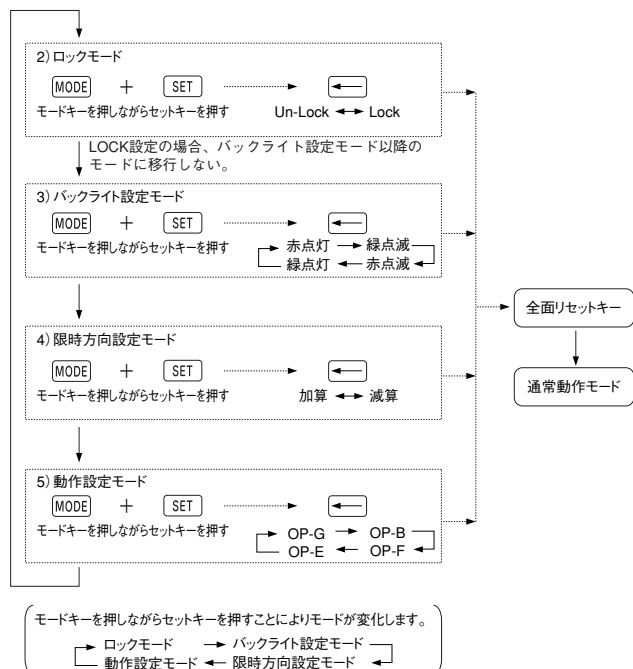 2)ロックモード
MODE + SET
モードキーを押しながらセットキーを押す
Un-Lock Lock
LOCK設定の場合、バックライト設定モード以降の
モードに移行しない。
3)バックライト設定モード
MODE + SET
モードキーを押しながらセットキーを押す
赤点灯 緑点滅
緑点灯 赤点滅
4)限時方向設定モード
MODE + SET
モードキーを押しながらセットキーを押す
加算 減算
5)動作設定モード
MODE + SET
モードキーを押しながらセットキーを押す
OP-G OP-B
OP-E OP-F
全面リセットキー
通常動作モード
モードキーを押しながらセットキーを押すことによりモードが変化します。
ロックモード バックライト設定モード
動作設定モード 限時方向設定モード